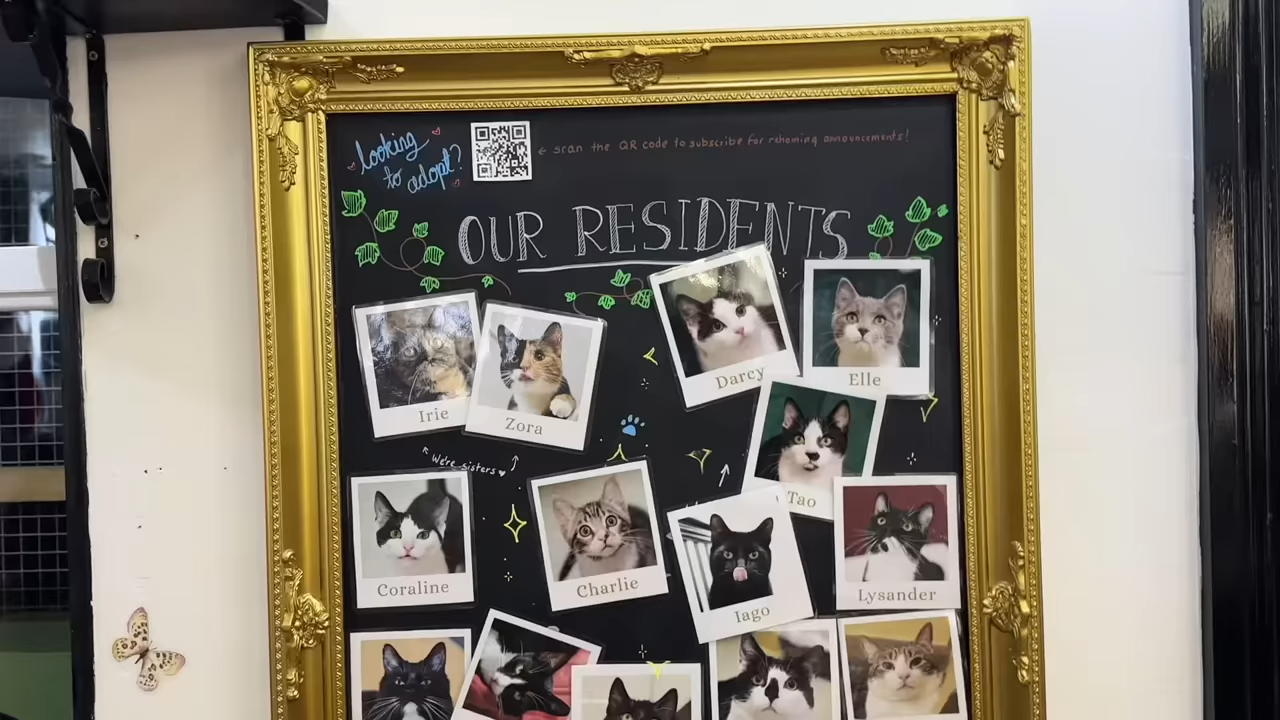 looking
to adopt?
← scan the QR code to subscribe for rehoming announcements!
OUR RESIDENTS
Irie
Zora
Darcy
Elle
We're sisters ♥
Tao
Coraline
Charlie
Iago
Lysander